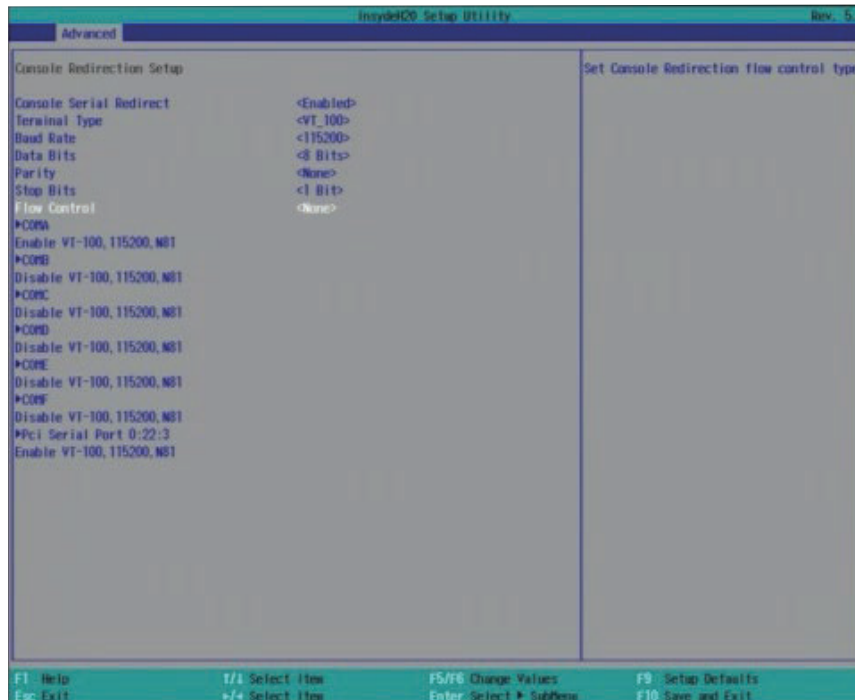 InsydeH20 Setup Utility Rev. 5.
Advanced
Console Redirection Setup
Set Console Redirection flow control type
Console Serial Redirect <Enabled>
Terminal Type <VT_100>
Baud Rate <115200>
Data Bits <8 Bits>
Parity <None>
Stop Bits <1 Bit>
Flow Control <None>
►COMA
Enable VT-100,115200,N81
►COMB
Disable VT-100,115200,N81
►COMC
Disable VT-100,115200,N81
►COMD
Disable VT-100,115200,N81
►COME
Disable VT-100,115200,N81
►COMF
Disable VT-100,115200,N81
►Pci Serial Port 0:22:3
Enable VT-100,115200,N81
F1 Help ↑/↓ Select Item F5/F6 Change Values F9 Setup Defaults
Esc Exit ►/◄ Select Item Enter Select ► SubMenu F10 Save and Exit